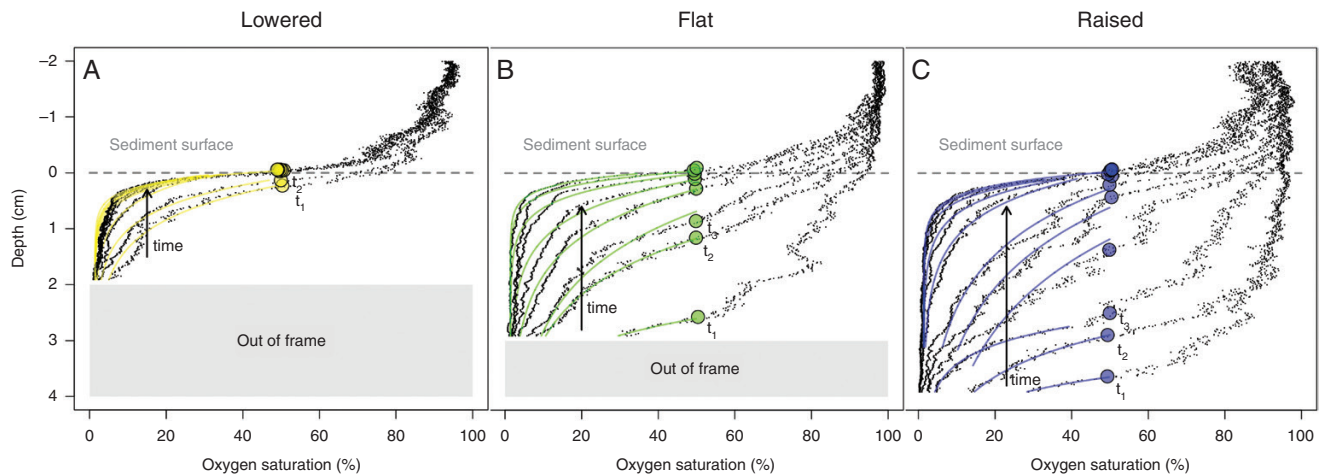 Lowered
Flat
Raised
A
B
C
−2
−1
0
1
2
3
4
Depth (cm)
Sediment surface
Sediment surface
Sediment surface
t2
t1
time
Out of frame
t3
t2
time
t1
Out of frame
t3
t2
time
t1
0 20 40 60 80 100
0 20 40 60 80 100
0 20 40 60 80 100
Oxygen saturation (%)
Oxygen saturation (%)
Oxygen saturation (%)